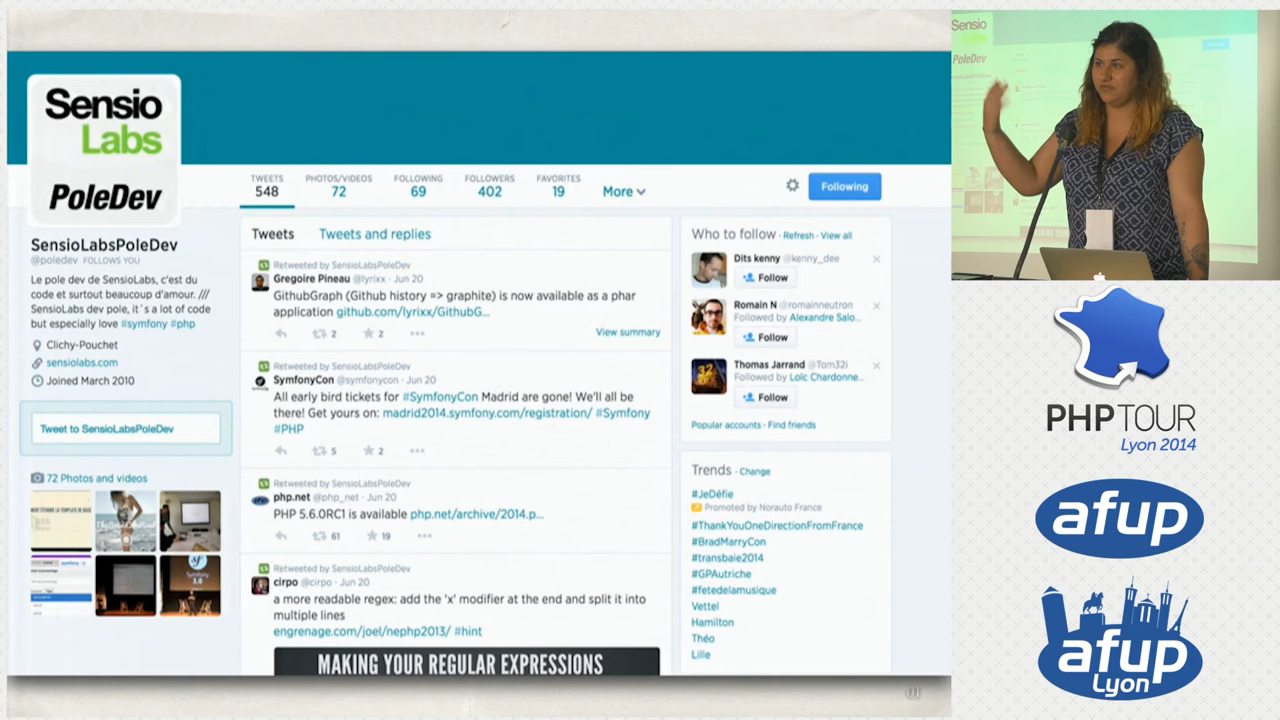 Sensio
Labs
PoleDev
TWEETS
548
PHOTOS/VIDEOS
72
FOLLOWING
69
FOLLOWERS
402
FAVORITES
19
More
Following
SensioLabsPoleDev
@poledev FOLLOWS YOU
Le pole dev de SensioLabs, c'est du
code et surtout beaucoup d'amour. ///
SensioLabs dev pole, it´s a lot of code
but especially love #symfony #php
Clichy-Pouchet
sensiolabs.com
Joined March 2010
Tweet to SensioLabsPoleDev
72 Photos and videos
Tweets
Tweets and replies
Retweeted by SensioLabsPoleDev
Gregoire Pineau @lyrixx · Jun 20
GithubGraph (Github history => graphite) is now available as a phar
application github.com/lyrixx/GithubG...
2
2
View summary
Retweeted by SensioLabsPoleDev
SymfonyCon @symfonycon · Jun 20
All early bird tickets for #SymfonyCon Madrid are gone! We'll all be
there! Get yours on: madrid2014.symfony.com/registration/ #Symfony
#PHP
5
2
Retweeted by SensioLabsPoleDev
php.net @php_net · Jun 20
PHP 5.6.0RC1 is available php.net/archive/2014.p...
61
19
Retweeted by SensioLabsPoleDev
cirpo @cirpo · Jun 20
a more readable regex: add the 'x' modifier at the end and split it into
multiple lines
engrenage.com/joel/nephp2013/ #hint
MAKING YOUR REGULAR EXPRESSIONS
Who to follow · Refresh · View all
Dits kenny @kenny_dee
Follow
Romain N @romainneutron
Followed by Alexandre Salo...
Follow
Thomas Jarrand @Tom32i
Followed by Loïc Chardonne...
Follow
Popular accounts · Find friends
Trends · Change
#JeDéfie
Promoted by Norauto France
#ThankYouOneDirectionFromFrance
#BradMarryCon
#transbaie2014
#GPAutriche
#fetedelamusique
Vettel
Hamilton
Théo
Lille
Sensio
PoleDev
PHP TOUR
Lyon 2014
afup
afup
Lyon